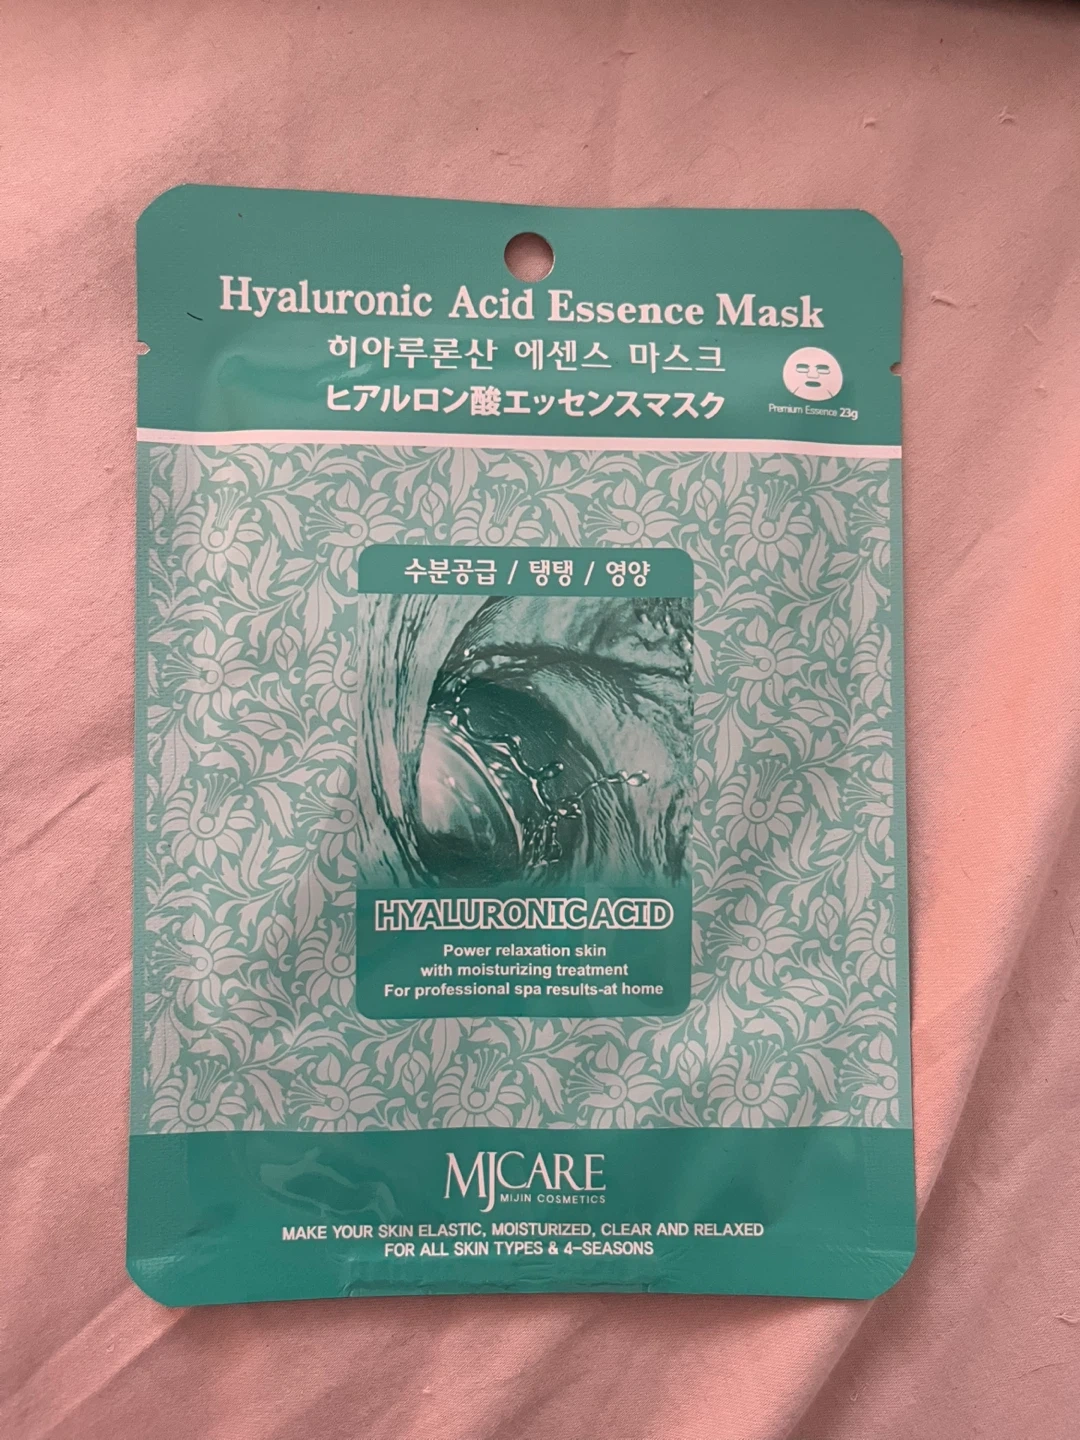 Hyaluronic Acid Essence Mask
히아루론산 에센스 마스크
ヒアルロン酸エッセンスマスク
Premium Essence 23g
수분공급 / 탱탱 / 영양
HYALURONIC ACID
Power relaxation skin
with moisturizing treatment
For professional spa results-at home
MJCARE
MIJIN COSMETICS
MAKE YOUR SKIN ELASTIC, MOISTURIZED, CLEAR AND RELAXED
FOR ALL SKIN TYPES & 4-SEASONS